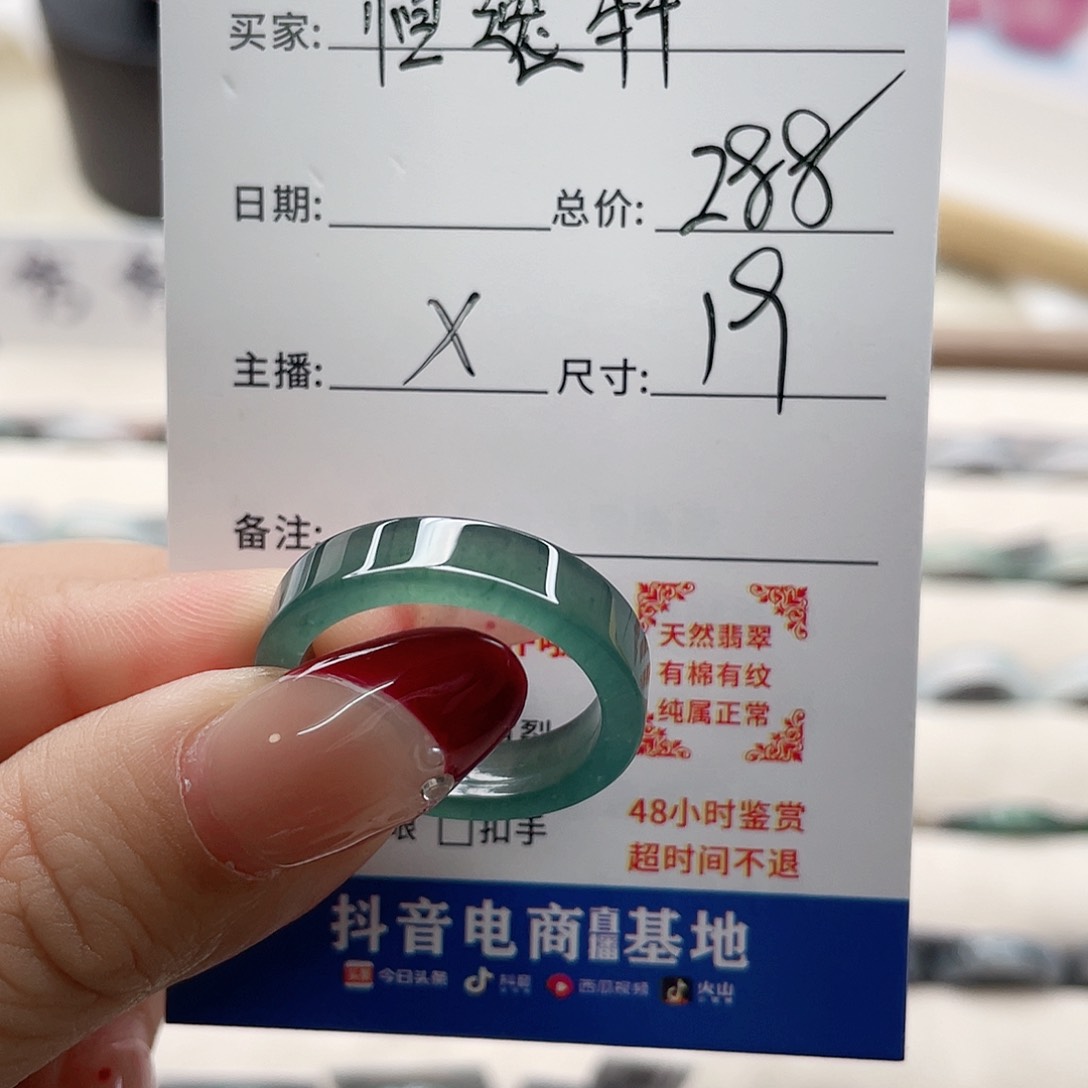 买家:
日期: 总价: 288
主播: X 尺寸: 19
备注:
天然翡翠
有棉有纹
纯属正常
扣手
48小时鉴赏
超时间不退
抖音电商直播基地
今日头条 抖音 西瓜视频 火山